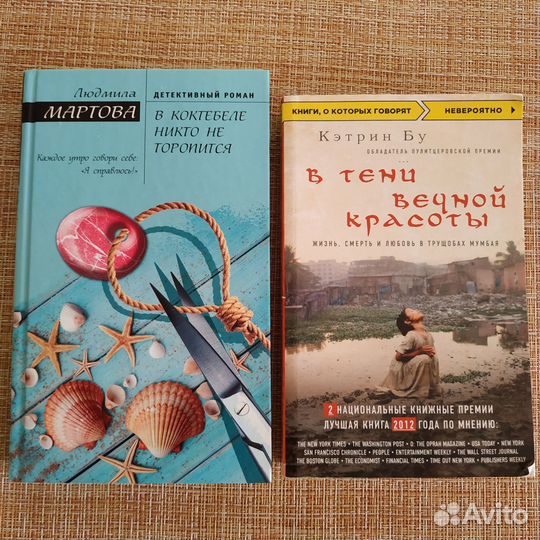 Людмила
МАРТОВА
ДЕТЕКТИВНЫЙ РОМАН
В КОКТЕБЕЛЕ
НИКТО НЕ
ТОРОПИТСЯ
Каждое утро говори себе:
«Я справлюсь!»
КНИГИ, О КОТОРЫХ ГОВОРЯТ
НЕВЕРОЯТНО
Кэтрин Бу
ОБЛАДАТЕЛЬ ПУЛИТЦЕРОВСКОЙ ПРЕМИИ
В ТЕНИ
ВЕЧНОЙ
КРАСОТЫ
ЖИЗНЬ, СМЕРТЬ И ЛЮБОВЬ В ТРУЩОБАХ МУМБАЯ
2 НАЦИОНАЛЬНЫЕ КНИЖНЫЕ ПРЕМИИ
ЛУЧШАЯ КНИГА 2012 ГОДА ПО МНЕНИЮ:
THE NEW YORK TIMES • THE WASHINGTON POST • O: THE OPRAH MAGAZINE • USA TODAY • NEW YORK
SAN FRANCISCO CHRONICLE • PEOPLE • ENTERTAINMENT WEEKLY • THE WALL STREET JOURNAL
THE BOSTON GLOBE • THE ECONOMIST • FINANCIAL TIMES • TIME OUT NEW YORK • PUBLISHERS WEEKLY
Avito